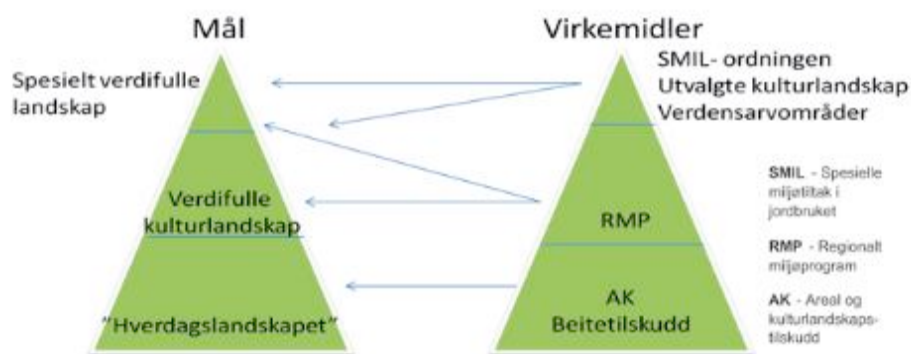 Mål
Spesielt verdifulle
landskap
Verdifulle
kulturlandskap
”Hverdagslandskapet”
Virkemidler
SMIL- ordningen
Utvalgte kulturlandskap
Verdensarvområder
RMP
AK
Beitetilskudd
SMIL - Spesielle
miljøtiltak i
jordbruket
RMP - Regionalt
miljøprogram
AK - Areal og
kulturlandskaps-
tilskudd